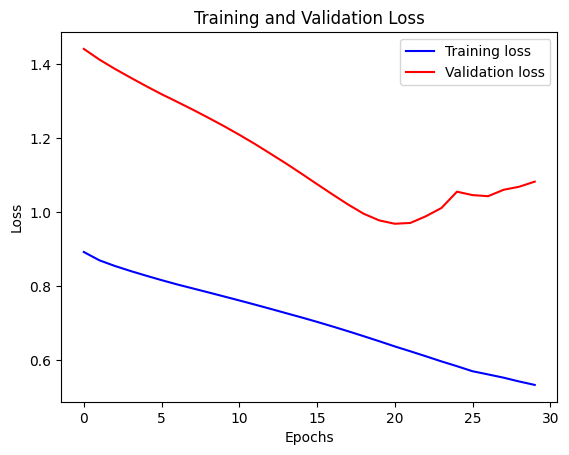 Training and Validation Loss
Training loss
Validation loss
1.4
1.2
1.0
0.8
0.6
Loss
0
5
10
15
20
25
30
Epochs